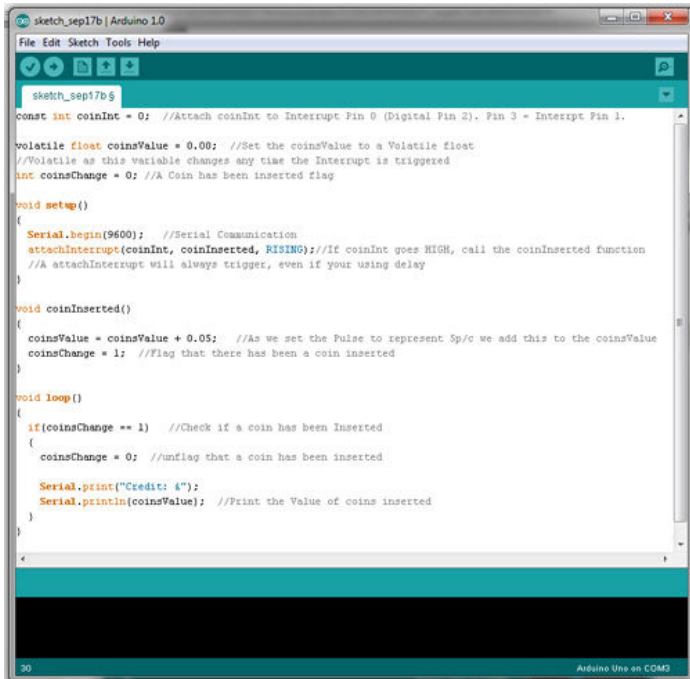 sketch_sep17b | Arduino 1.0
File Edit Sketch Tools Help
sketch_sep17b §
const int coinInt = 0;  //Attach coinInt to Interrupt Pin 0 (Digital Pin 2). Pin 3 = Interrpt Pin 1.
volatile float coinsValue = 0.00;  //Set the coinsValue to a Volatile float
//Volatile as this variable changes any time the Interrupt is triggered
int coinsChange = 0; //A Coin has been inserted flag
void setup()
{
Serial.begin(9600);   //Serial Communication
attachInterrupt(coinInt, coinInserted, RISING);//If coinInt goes HIGH, call the coinInserted function
//A attachInterrupt will always trigger, even if your using delay
}
void coinInserted()
{
coinsValue = coinsValue + 0.05;  //As we set the Pulse to represent 5p/c we add this to the coinsValue
coinsChange = 1;  //Flag that there has been a coin inserted
}
void loop()
{
if(coinsChange == 1)   //Check if a coin has been Inserted
{
coinsChange = 0;  //unflag that a coin has been inserted
Serial.print("Credit: £");
Serial.println(coinsValue);  //Print the Value of coins inserted
}
}
30
Arduino Uno on COM3